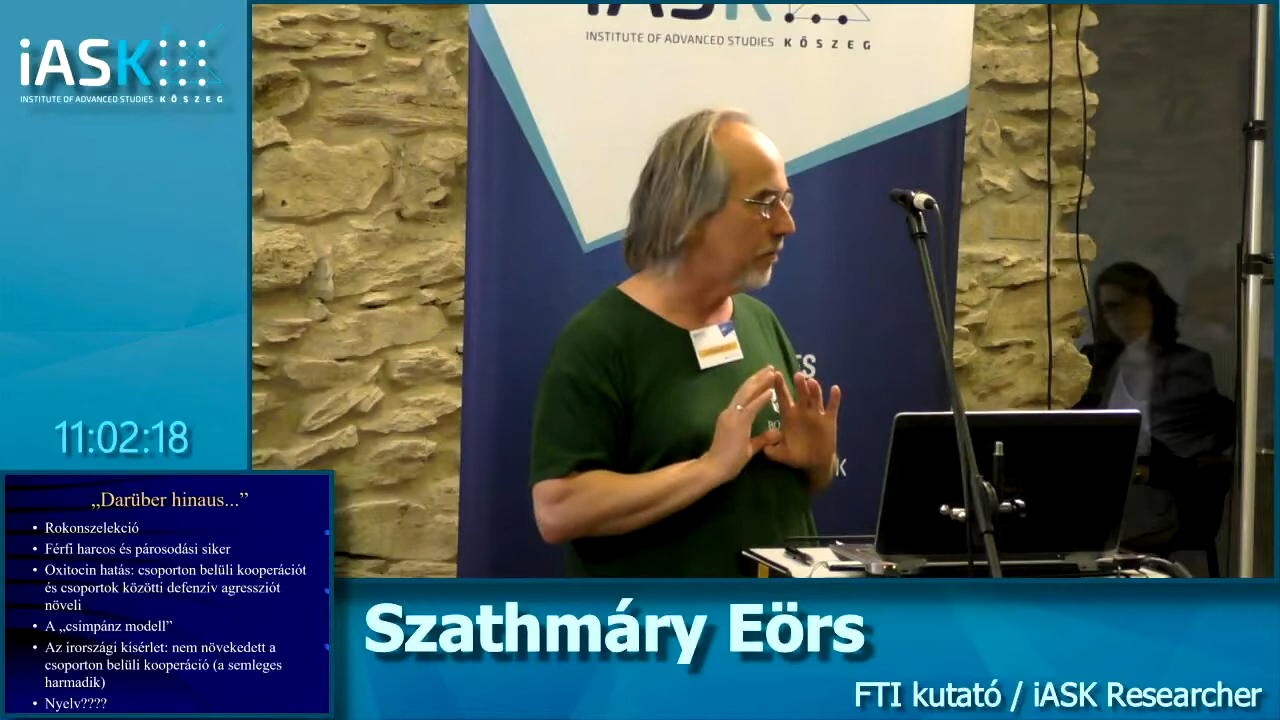 iASK
INSTITUTE OF ADVANCED STUDIES KŐSZEG
iASK
INSTITUTE OF ADVANCED STUDIES KŐSZEG
11:02:18
„Darüber hinaus...”
• Rokonszelekció
• Férfi harcos és párosodási siker
• Oxitocin hatás: csoporton belüli kooperációt
és csoportok közötti defenzív agressziót
növeli
• A „csimpánz modell”
• Az írországi kísérlet: nem növekedett a
csoporton belüli kooperáció (a semleges
harmadik)
• Nyelv????
Szathmáry Eörs
FTI kutató / iASK Researcher